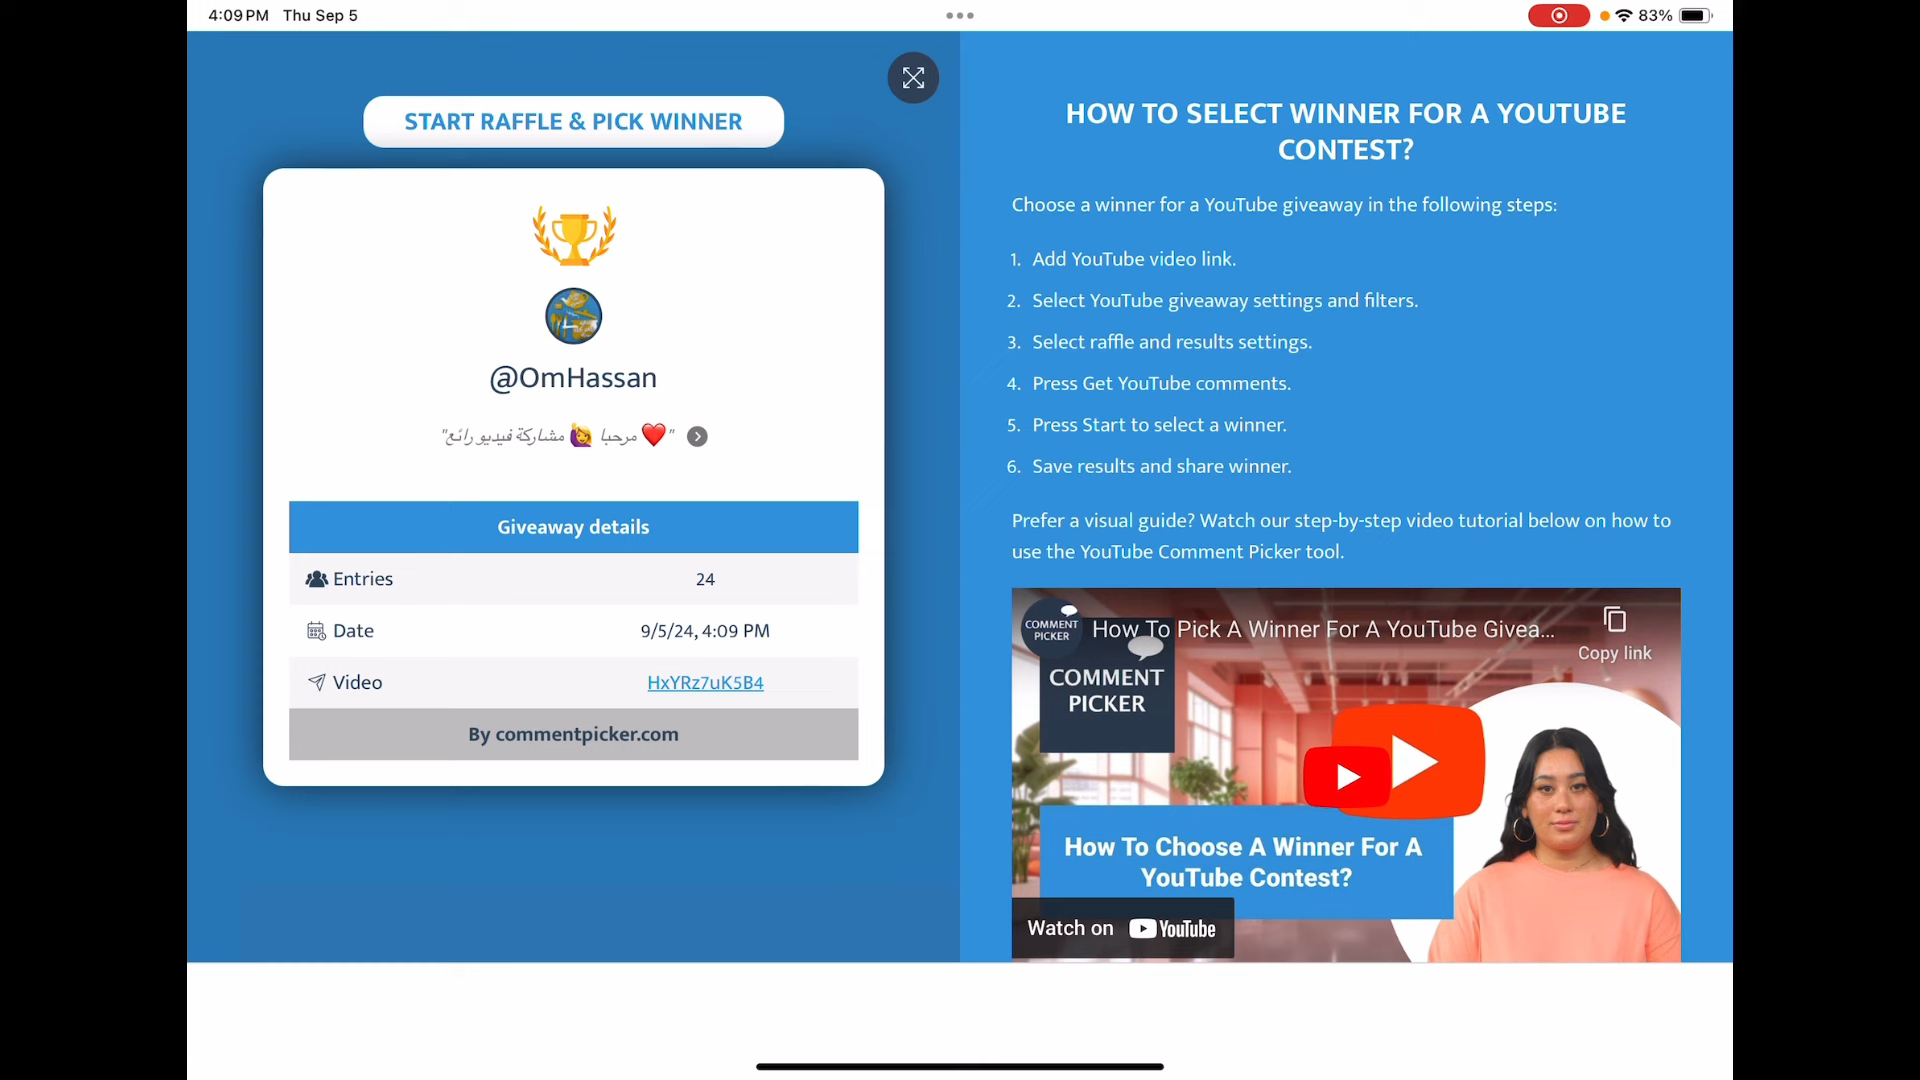 4:09 PM Thu Sep 5
83%
START RAFFLE & PICK WINNER
@OmHassan
"❤️ مرحبا 🙋 مشاركة فيديو رائع"
Giveaway details
Entries 24
Date 9/5/24, 4:09 PM
Video HxYRz7uK5B4
By commentpicker.com
HOW TO SELECT WINNER FOR A YOUTUBE
CONTEST?
Choose a winner for a YouTube giveaway in the following steps:
1. Add YouTube video link.
2. Select YouTube giveaway settings and filters.
3. Select raffle and results settings.
4. Press Get YouTube comments.
5. Press Start to select a winner.
6. Save results and share winner.
Prefer a visual guide? Watch our step-by-step video tutorial below on how to
use the YouTube Comment Picker tool.
COMMENT
PICKER
How To Pick A Winner For A YouTube Givea...
Copy link
COMMENT
PICKER
How To Choose A Winner For A
YouTube Contest?
Watch on YouTube